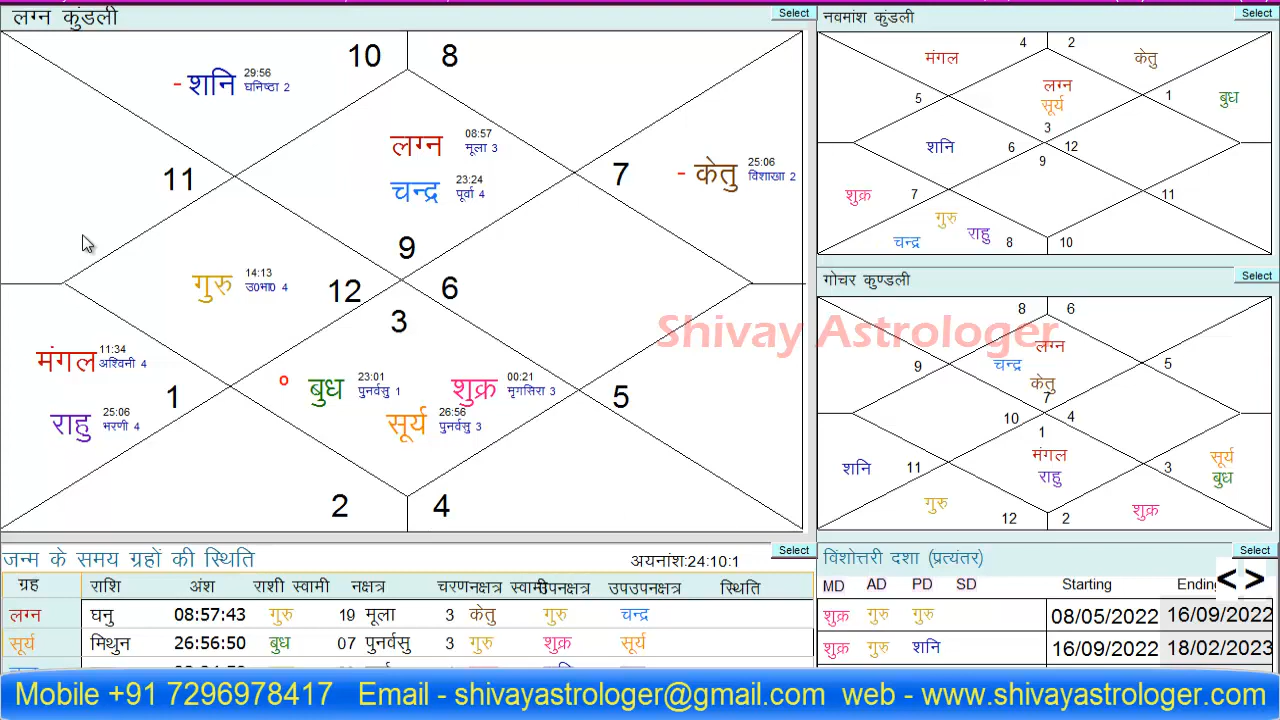 लग्न कुंडली
Select
10
8
- शनि 29:56 घनिष्ठा 2
लग्न 08:57 मूला 3
चन्द्र 23:24 पूर्वा 4
11
7
- केतु 25:06 विशाखा 2
9
गुरु 14:13 उ0भा0 4
12
6
3
मंगल 11:34 अश्विनी 4
1
बुध 23:01 पुनर्वसु 1
शुक्र 00:21 मृगसिरा 3
5
राहु 25:06 भरणी 4
सूर्य 26:56 पुनर्वसु 3
2
4
नवमांश कुंडली
Select
4
2
मंगल
केतु
लग्न
सूर्य
5
1
बुध
3
शनि
6
12
9
शुक्र
7
11
गुरु
चन्द्र
राहु
8
10
गोचर कुण्डली
Select
8
6
लग्न
चन्द्र
9
5
केतु
7
10
4
1
मंगल
सूर्य
शनि
11
राहु
3
बुध
गुरु
12
2
शुक्र
Shivay Astrologer
जन्म के समय ग्रहों की स्थिति
अयनांश:24:10:1
Select
ग्रह राशि अंश राशी स्वामी नक्षत्र चरण नक्षत्र स्वामी उपनक्षत्र उपउपनक्षत्र स्थिति
लग्न घनु 08:57:43 गुरु 19 मूला 3 केतु गुरु चन्द्र
सूर्य मिथुन 26:56:50 बुध 07 पुनर्वसु 3 गुरु शुक्र सूर्य
विंशोत्तरी दशा (प्रत्यंतर)
Select
MD AD PD SD Starting Ending
< >
शुक्र गुरु गुरु 08/05/2022 16/09/2022
शुक्र गुरु शनि 16/09/2022 18/02/2023
Mobile +91 7296978417 Email - shivayastrologer@gmail.com web - www.shivayastrologer.com